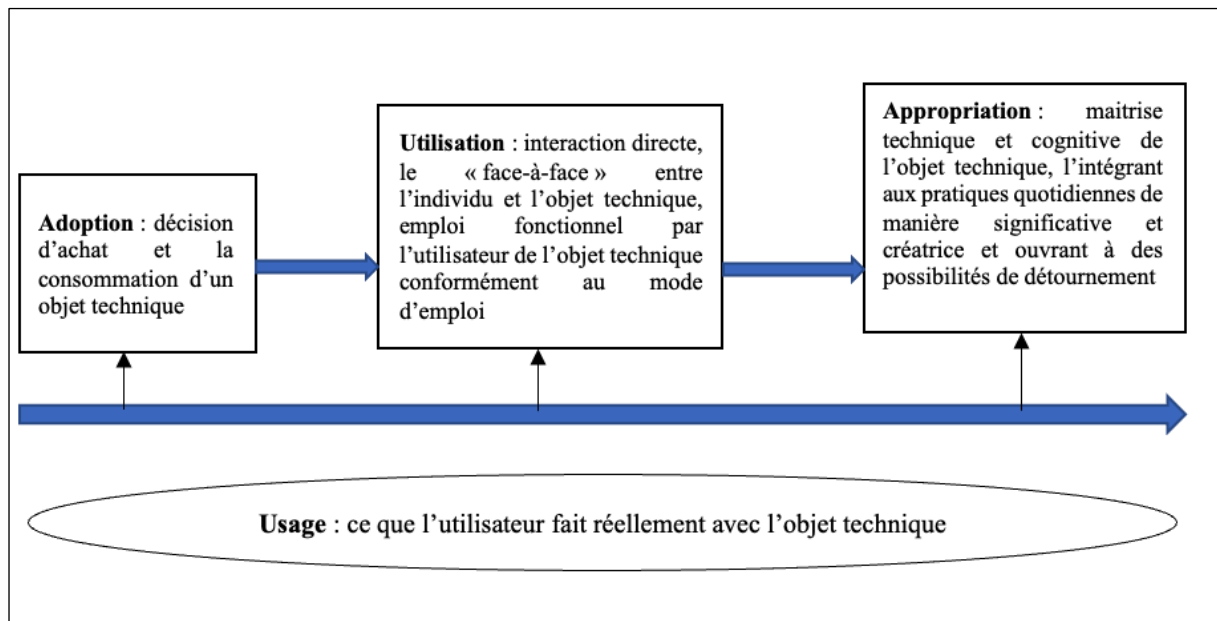 Adoption : décision
d’achat et la
consommation d’un
objet technique
Utilisation : interaction directe,
le « face-à-face » entre
l’individu et l’objet technique,
emploi fonctionnel par
l’utilisateur de l’objet technique
conformément au mode
d’emploi
Appropriation : maitrise
technique et cognitive de
l’objet technique, l’intégrant
aux pratiques quotidiennes de
manière significative et
créatrice et ouvrant à des
possibilités de détournement
Usage : ce que l’utilisateur fait réellement avec l’objet technique